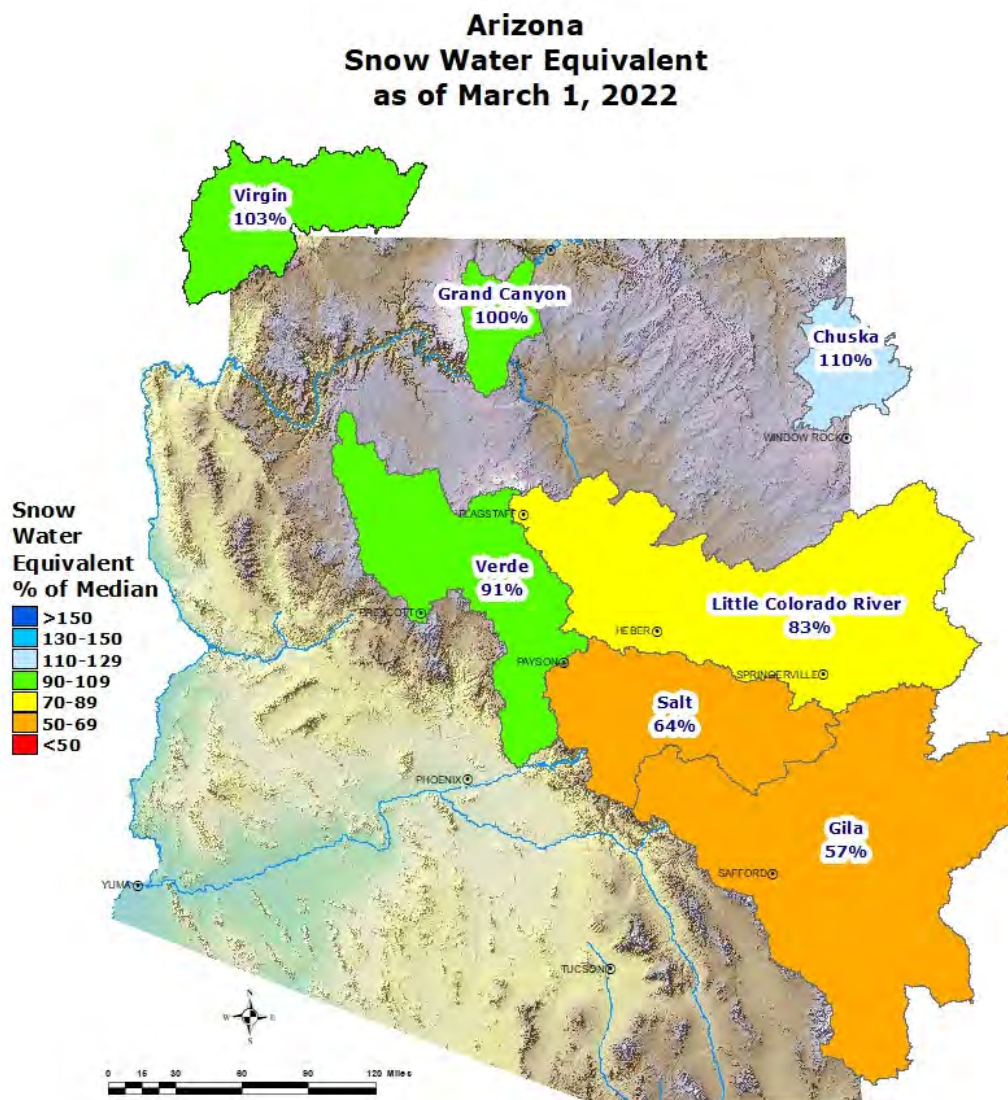 Arizona
Snow Water Equivalent
as of March 1, 2022
Virgin
103%
Grand Canyon
100%
Chuska
110%
WINDOW ROCK
FLAGSTAFF
Verde
91%
Little Colorado River
83%
PRESCOTT
HEBER
PAYSON
SPRINGERVILLE
Salt
64%
PHOENIX
Gila
57%
SAFFORD
YUMA
TUCSON
Snow
Water
Equivalent
% of Median
>150
130-150
110-129
90-109
70-89
50-69
<50
N
W E
S
0 15 30 60 90 120 Miles